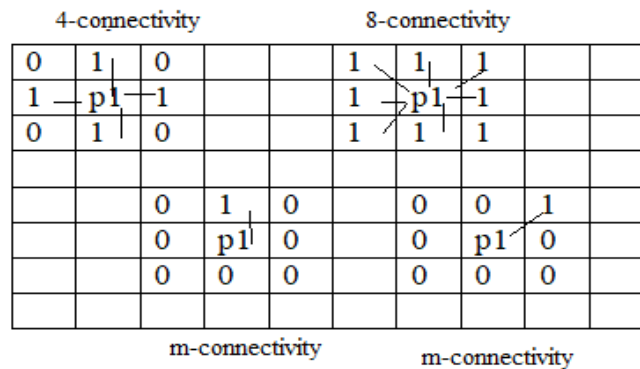 4-connectivity 8-connectivity
0 1 0 1 1 1
1 p1 1 1 p1 1
0 1 0 1 1 1
0 1 0 0 0 1
0 p1 0 0 p1 0
0 0 0 0 0 0
m-connectivity m-connectivity